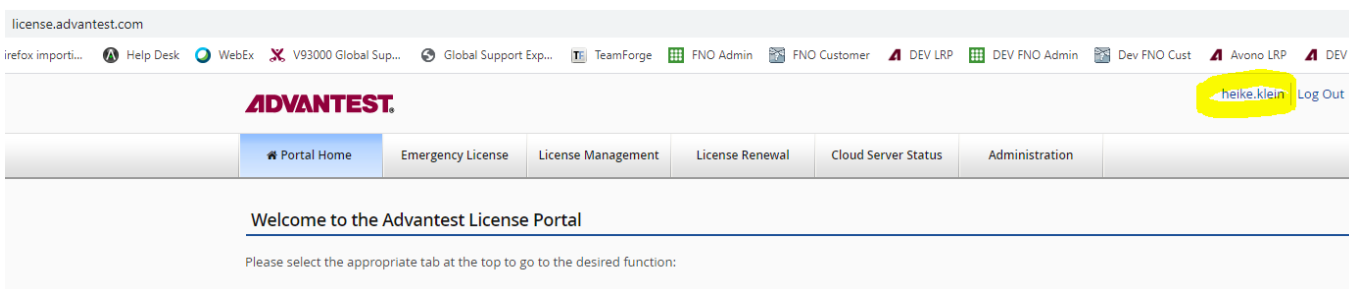 license.advantest.com
irefox importi... Help Desk WebEx V93000 Global Sup... Global Support Exp... TeamForge FNO Admin FNO Customer DEV LRP DEV FNO Admin Dev FNO Cust Avono LRP DEV
ADVANTEST. heike.klein Log Out
Portal Home Emergency License License Management License Renewal Cloud Server Status Administration
Welcome to the Advantest License Portal
Please select the appropriate tab at the top to go to the desired function: